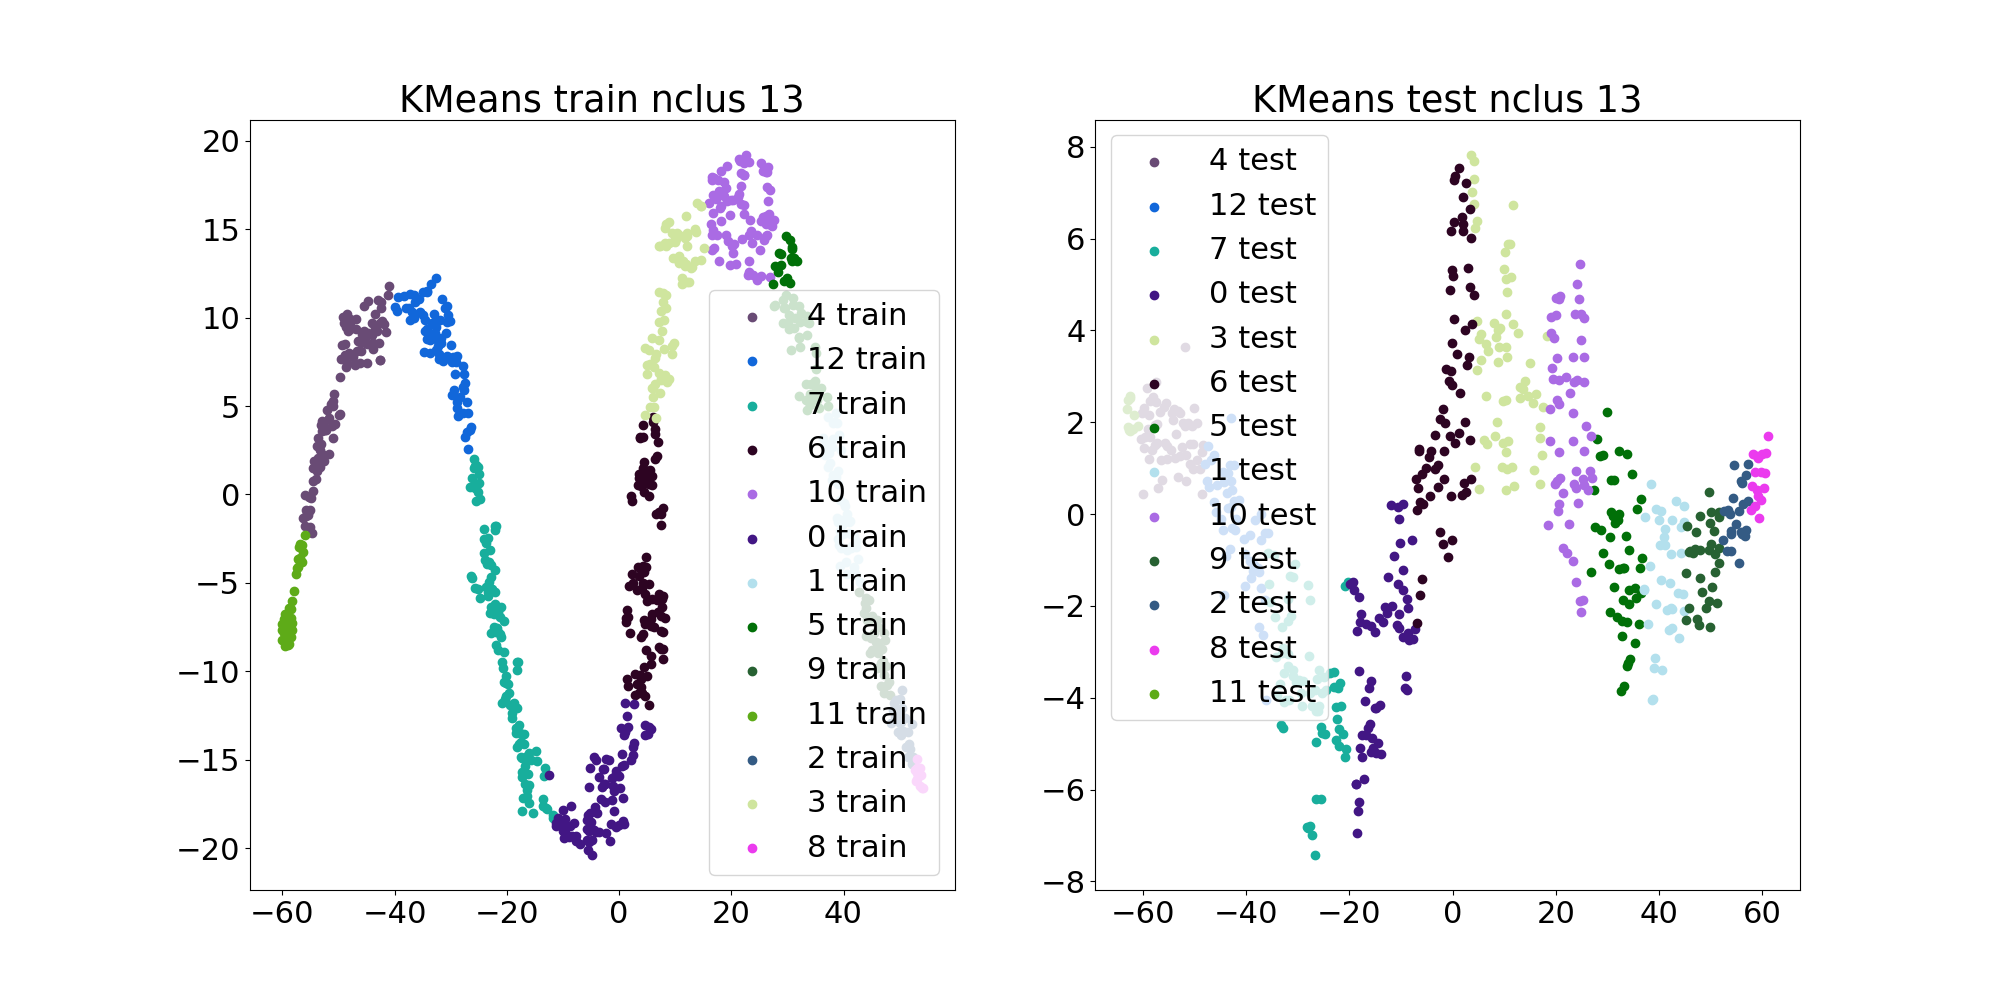 KMeans train nclus 13
20
15
10
5
0
−5
−10
−15
−20
−60
−40
−20
0
20
40
4 train
12 train
7 train
6 train
10 train
0 train
1 train
5 train
9 train
11 train
2 train
3 train
8 train
KMeans test nclus 13
8
6
4
2
0
−2
−4
−6
−8
−60
−40
−20
0
20
40
60
4 test
12 test
7 test
0 test
3 test
6 test
5 test
1 test
10 test
9 test
2 test
8 test
11 test